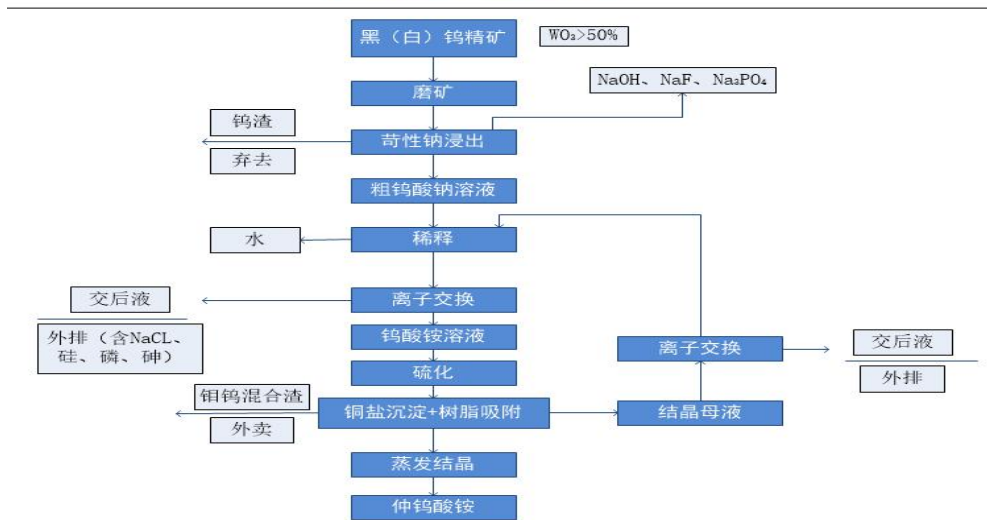 黑（白）钨精矿
WO₃>50%
NaOH、NaF、Na₃PO₄
磨矿
钨渣
苛性钠浸出
弃去
粗钨酸钠溶液
水
稀释
交后液
离子交换
外排（含NaCL、
硅、磷、砷）
钨酸铵溶液
离子交换
交后液
外排
硫化
钼钨混合渣
铜盐沉淀+树脂吸附
结晶母液
外卖
蒸发结晶
仲钨酸铵